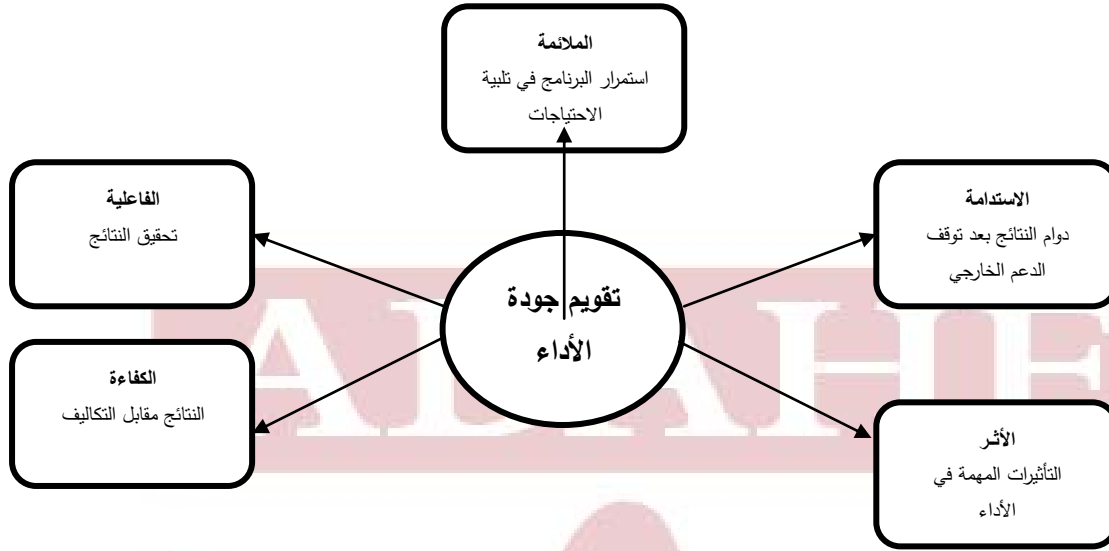 الملائمة
استمرار البرنامج في تلبية
الاحتياجات
الاستدامة
دوام النتائج بعد توقف
الدعم الخارجي
الفاعلية
تحقيق النتائج
تقويم جودة
الأداء
الكفاءة
النتائج مقابل التكاليف
الأثر
التأثيرات المهمة في
الأداء